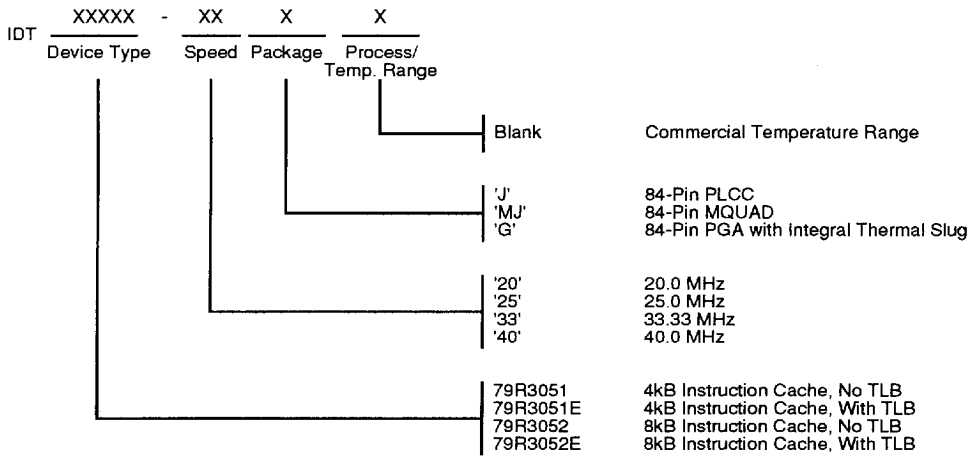 IDT XXXXX - XX X X
Device Type Speed Package Process/
Temp. Range
Blank Commercial Temperature Range
'J' 84-Pin PLCC
'MJ' 84-Pin MQUAD
'G' 84-Pin PGA with Integral Thermal Slug
'20' 20.0 MHz
'25' 25.0 MHz
'33' 33.33 MHz
'40' 40.0 MHz
79R3051 4kB Instruction Cache, No TLB
79R3051E 4kB Instruction Cache, With TLB
79R3052 8kB Instruction Cache, No TLB
79R3052E 8kB Instruction Cache, With TLB